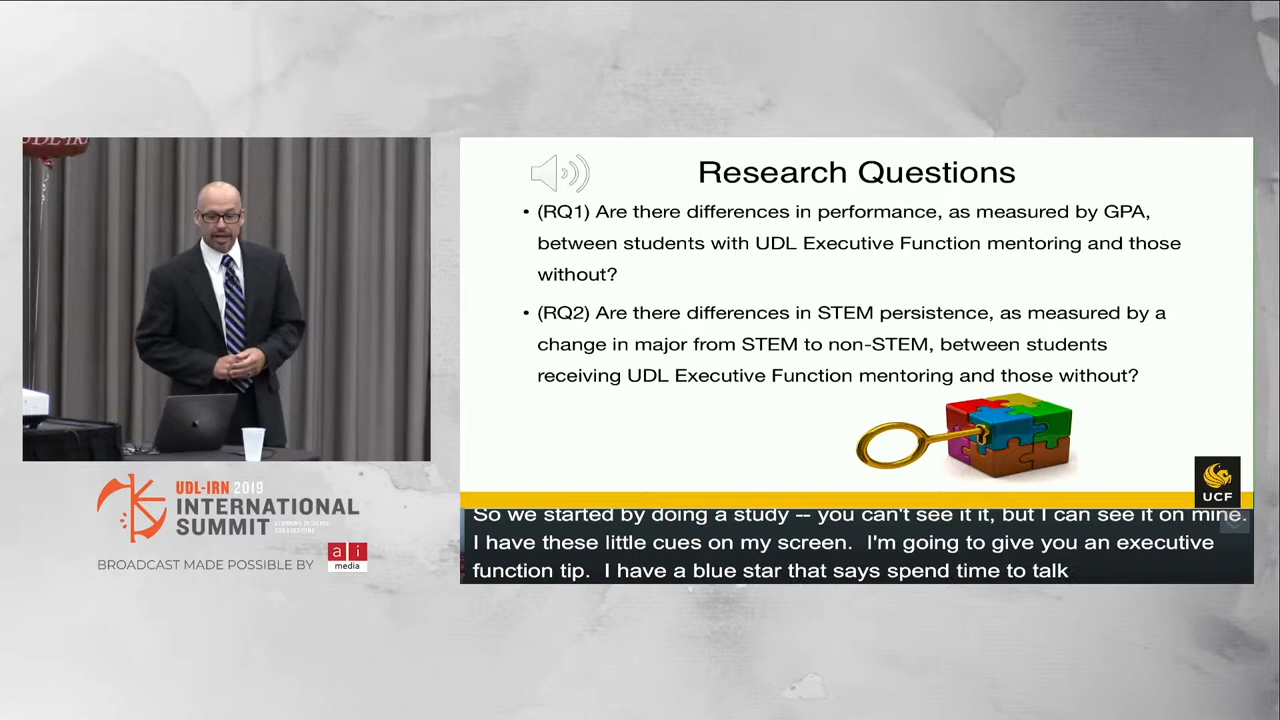 UDL-IR
UDL-IRN 2019
INTERNATIONAL
SUMMIT
BROADCAST MADE POSSIBLE BY
ai
media
Research Questions
• (RQ1) Are there differences in performance, as measured by GPA,
between students with UDL Executive Function mentoring and those
without?
• (RQ2) Are there differences in STEM persistence, as measured by a
change in major from STEM to non-STEM, between students
receiving UDL Executive Function mentoring and those without?
UCF
So we started by doing a study -- you can't see it it, but I can see it on mine.
I have these little cues on my screen. I'm going to give you an executive
function tip. I have a blue star that says spend time to talk